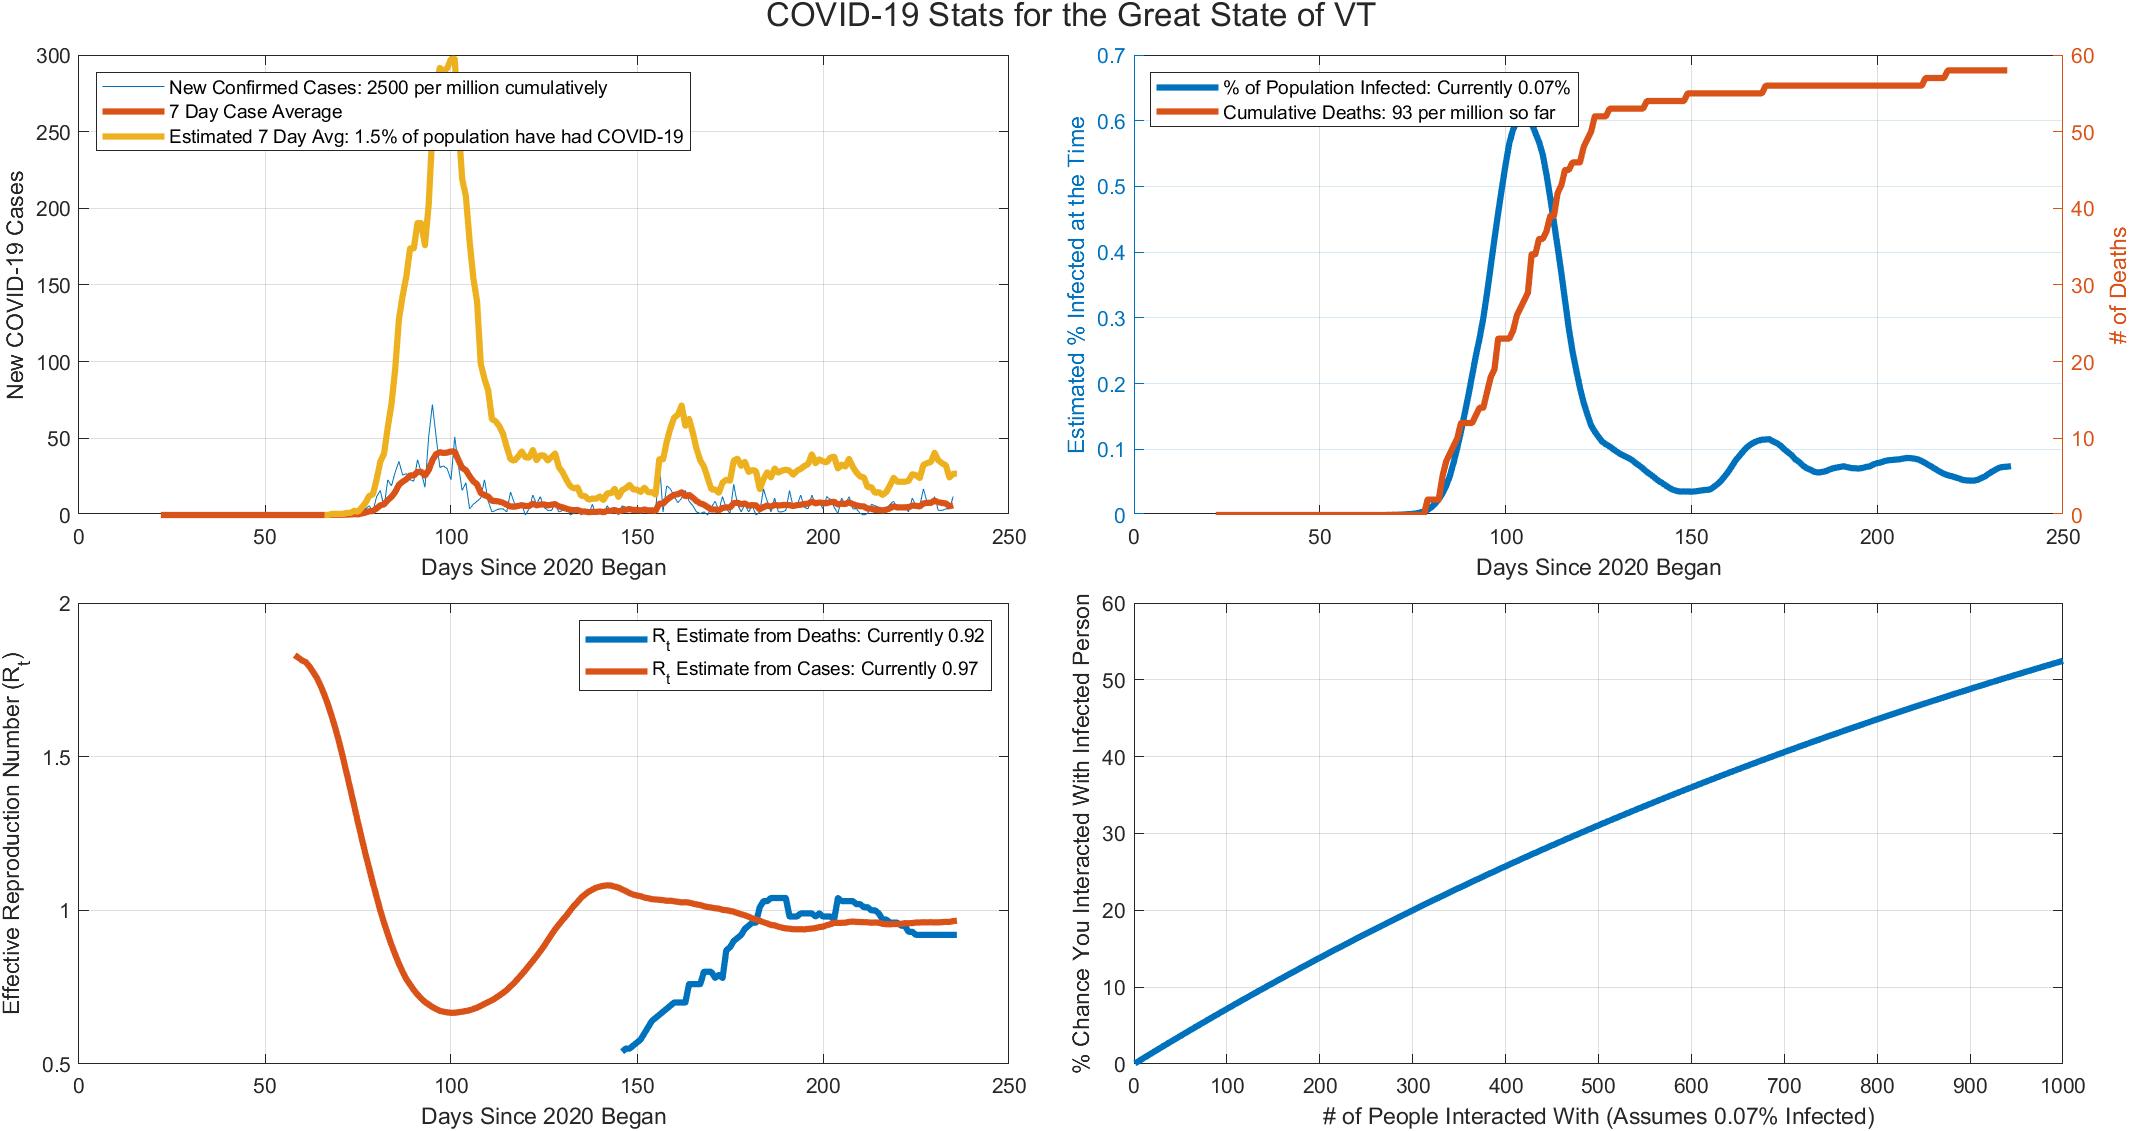 COVID-19 Stats for the Great State of VT
300
250
200
150
100
50
0
New COVID-19 Cases
New Confirmed Cases: 2500 per million cumulatively
7 Day Case Average
Estimated 7 Day Avg: 1.5% of population have had COVID-19
0 50 100 150 200 250
Days Since 2020 Began
0.7
0.6
0.5
0.4
0.3
0.2
0.1
0
Estimated % Infected at the Time
% of Population Infected: Currently 0.07%
Cumulative Deaths: 93 per million so far
60
50
40
30
20
10
0
# of Deaths
0 50 100 150 200 250
Days Since 2020 Began
2
1.5
1
0.5
Effective Reproduction Number (Rt)
Rt Estimate from Deaths: Currently 0.92
Rt Estimate from Cases: Currently 0.97
0 50 100 150 200 250
Days Since 2020 Began
60
50
40
30
20
10
0
% Chance You Interacted With Infected Person
0 100 200 300 400 500 600 700 800 900 1000
# of People Interacted With (Assumes 0.07% Infected)